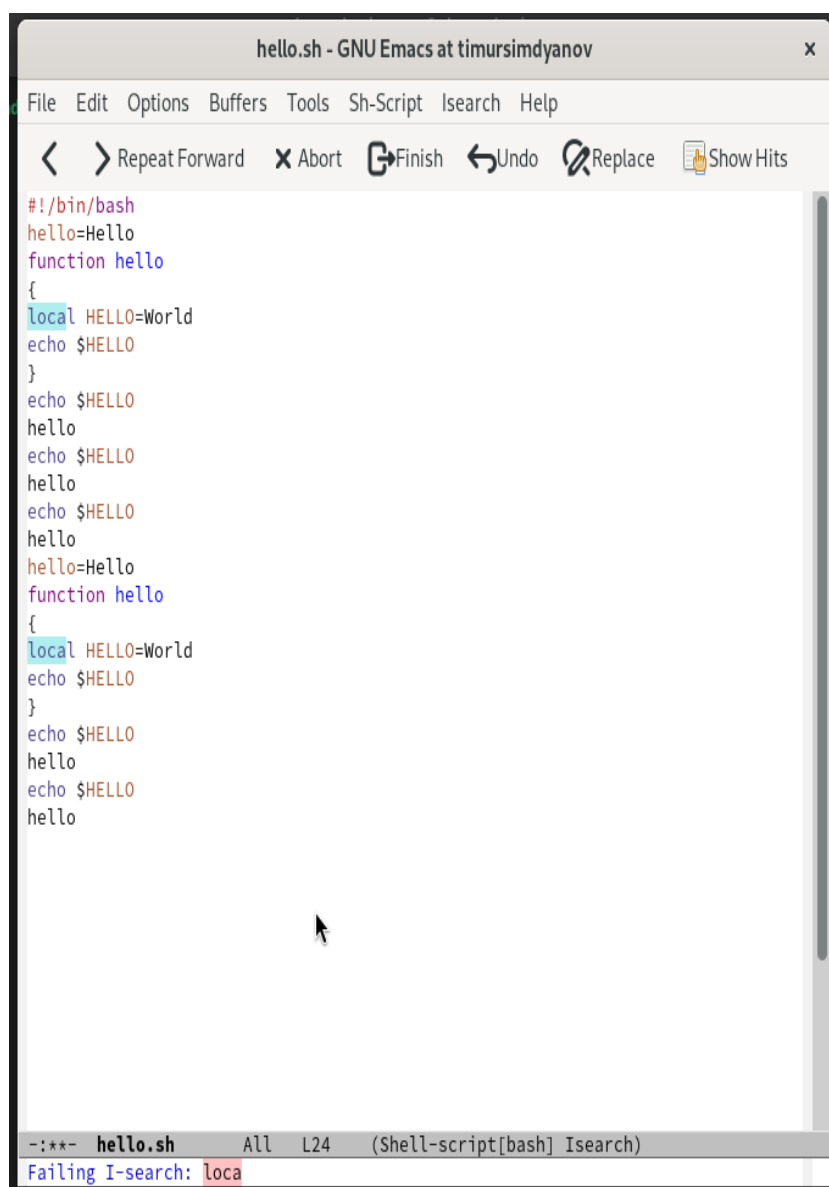 hello.sh - GNU Emacs at timursimdyanov x
File Edit Options Buffers Tools Sh-Script Isearch Help
Repeat Forward Abort Finish Undo Replace Show Hits
#!/bin/bash
hello=Hello
function hello
{
local HELLO=World
echo $HELLO
}
echo $HELLO
hello
echo $HELLO
hello
echo $HELLO
hello
hello=Hello
function hello
{
local HELLO=World
echo $HELLO
}
echo $HELLO
hello
echo $HELLO
hello
-:**- hello.sh All L24 (Shell-script[bash] Isearch)
Failing I-search: loca